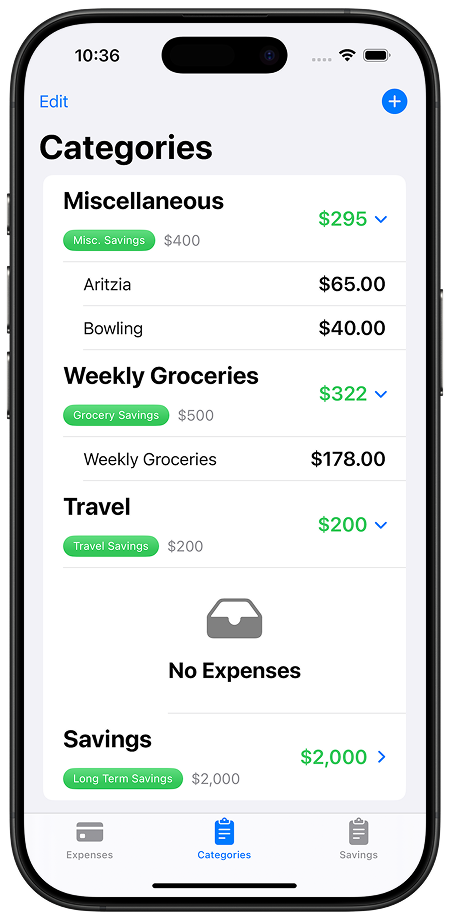 10:36
Edit
Categories
Miscellaneous
$295
Misc. Savings $400
Aritzia $65.00
Bowling $40.00
Weekly Groceries
$322
Grocery Savings $500
Weekly Groceries $178.00
Travel
$200
Travel Savings $200
No Expenses
Savings
$2,000
Long Term Savings $2,000
Expenses Categories Savings